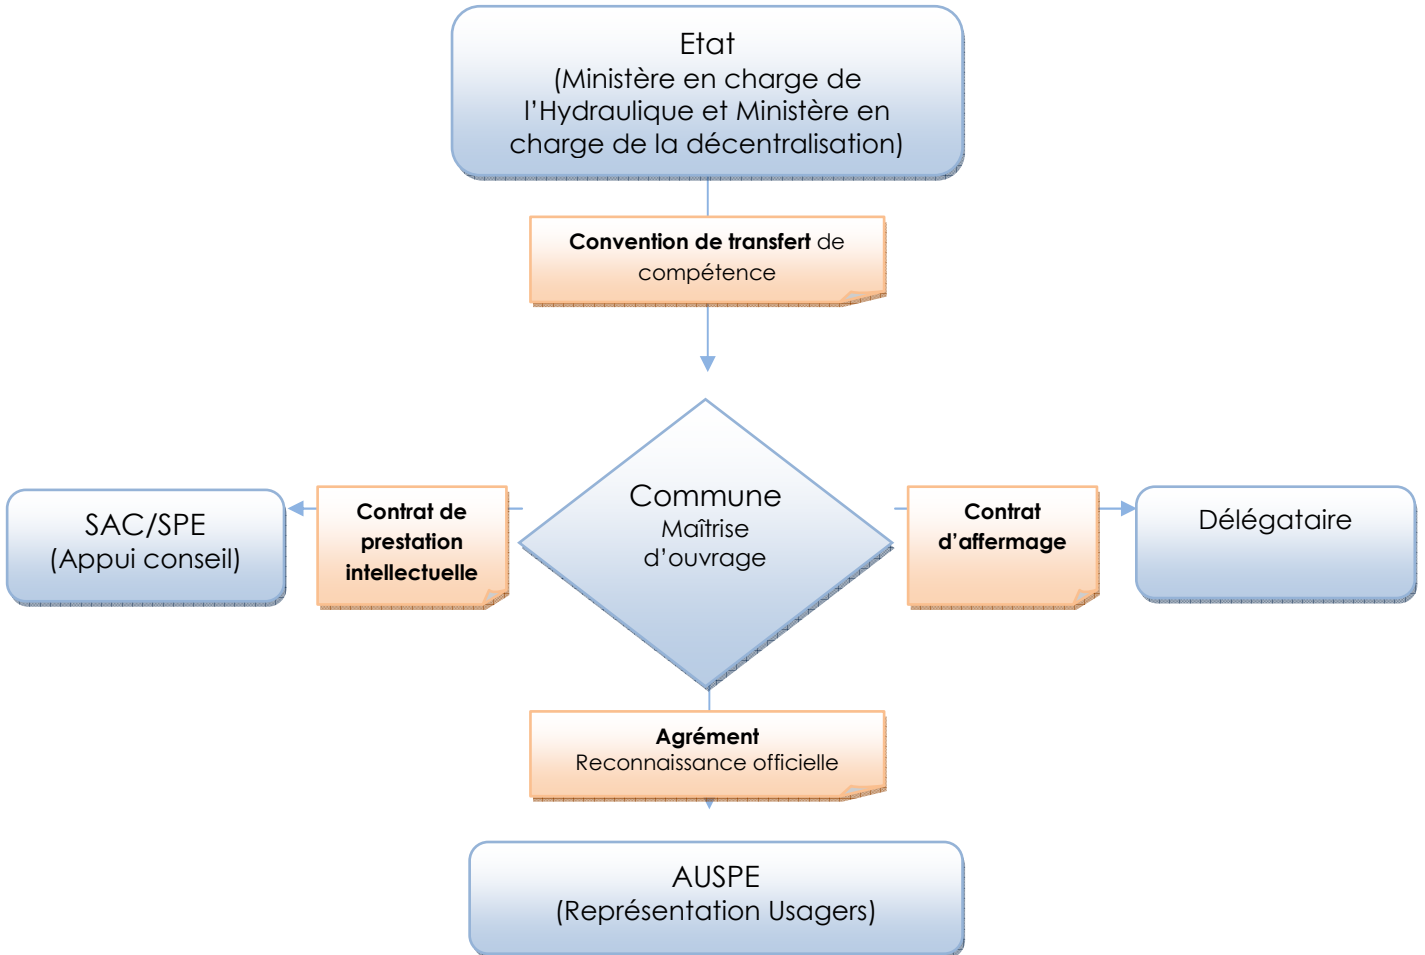 Etat
(Ministère en charge de
l'Hydraulique et Ministère en
charge de la décentralisation)
Convention de transfert de
compétence
SAC/SPE
(Appui conseil)
Contrat de
prestation
intellectuelle
Commune
Maîtrise
d'ouvrage
Contrat
d'affermage
Délégataire
Agrément
Reconnaissance officielle
AUSPE
(Représentation Usagers)